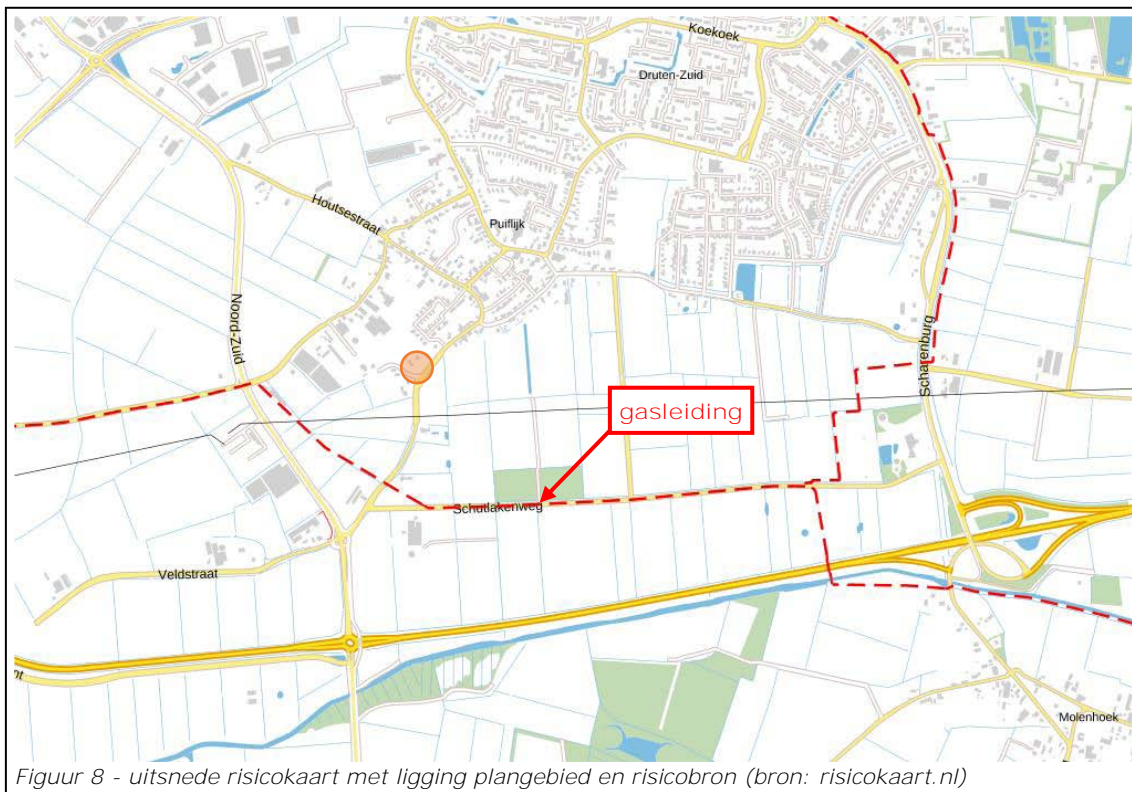 Koekoek
Druten-Zuid
Houtsestraat
Puiflijk
Noord-Zuid
Scharenburg
gasleiding
Schutlakenweg
Veldstraat
Molenhoek
Figuur 8 - uitsnede risicokaart met ligging plangebied en risicobron (bron: risicokaart.nl)